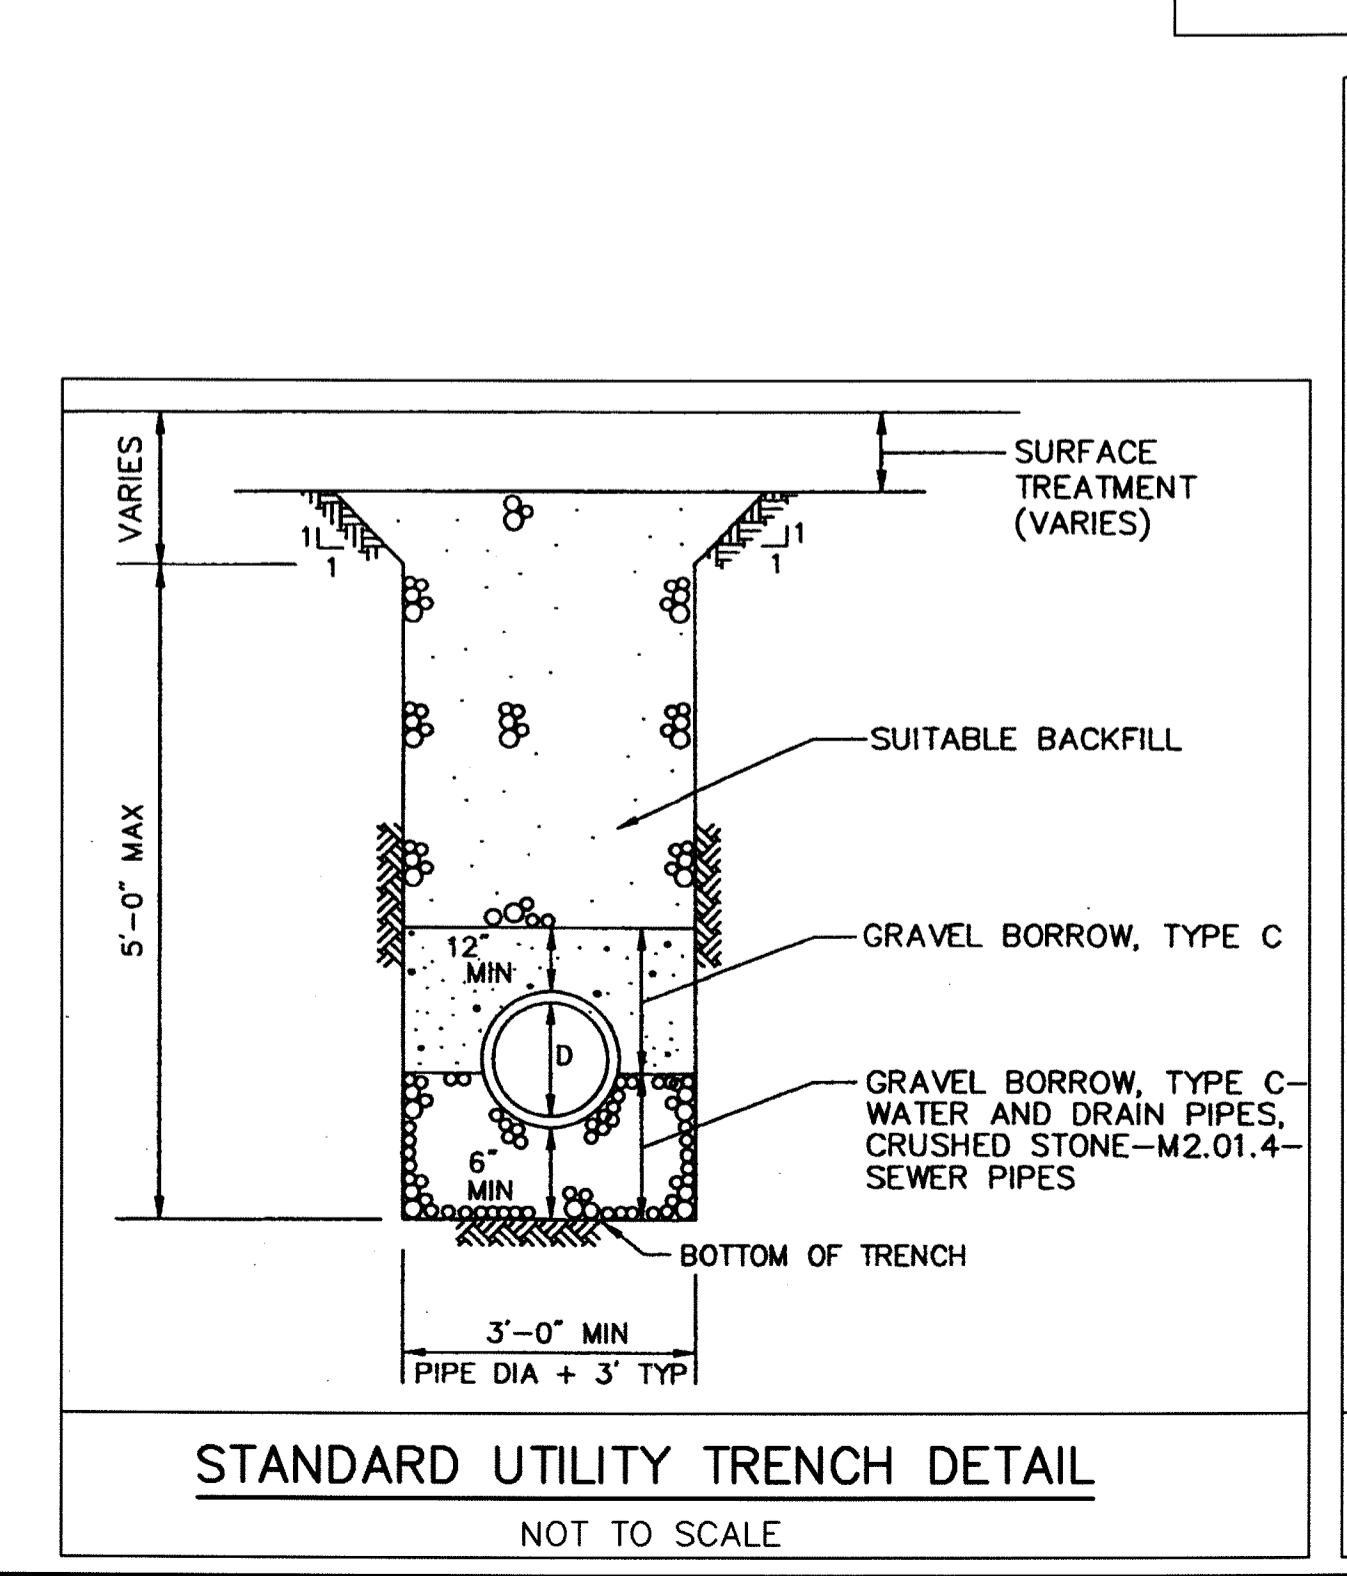 VARIES
SURFACE
TREATMENT
(VARIES)
1
1
1
1
SUITABLE BACKFILL
5'-0" MAX
12"
MIN
GRAVEL BORROW, TYPE C
D
GRAVEL BORROW, TYPE C-
WATER AND DRAIN PIPES,
CRUSHED STONE-M2.01.4-
SEWER PIPES
6"
MIN
BOTTOM OF TRENCH
3'-0" MIN
PIPE DIA + 3' TYP
STANDARD UTILITY TRENCH DETAIL
NOT TO SCALE